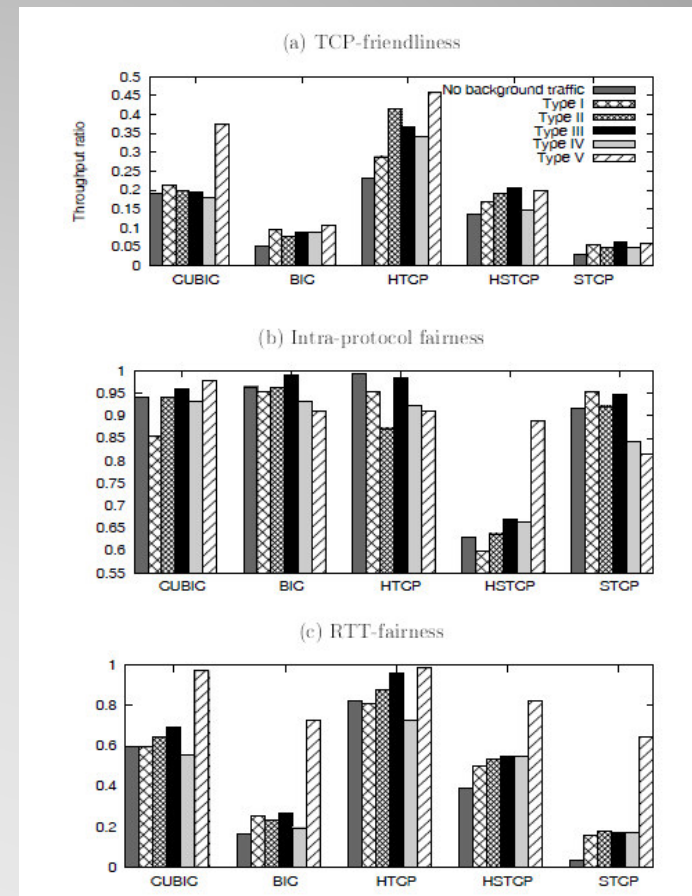 (a) TCP-friendliness
Throughput ratio
0.5
0.45
0.4
0.35
0.3
0.25
0.2
0.15
0.1
0.05
0
No background traffic
Type I
Type II
Type III
Type IV
Type V
CUBIC BIC HTCP HSTCP STCP
(b) Intra-protocol fairness
1
0.95
0.9
0.85
0.8
0.75
0.7
0.65
0.6
0.55
CUBIC BIC HTCP HSTCP STCP
(c) RTT-fairness
1
0.8
0.6
0.4
0.2
0
CUBIC BIC HTCP HSTCP STCP